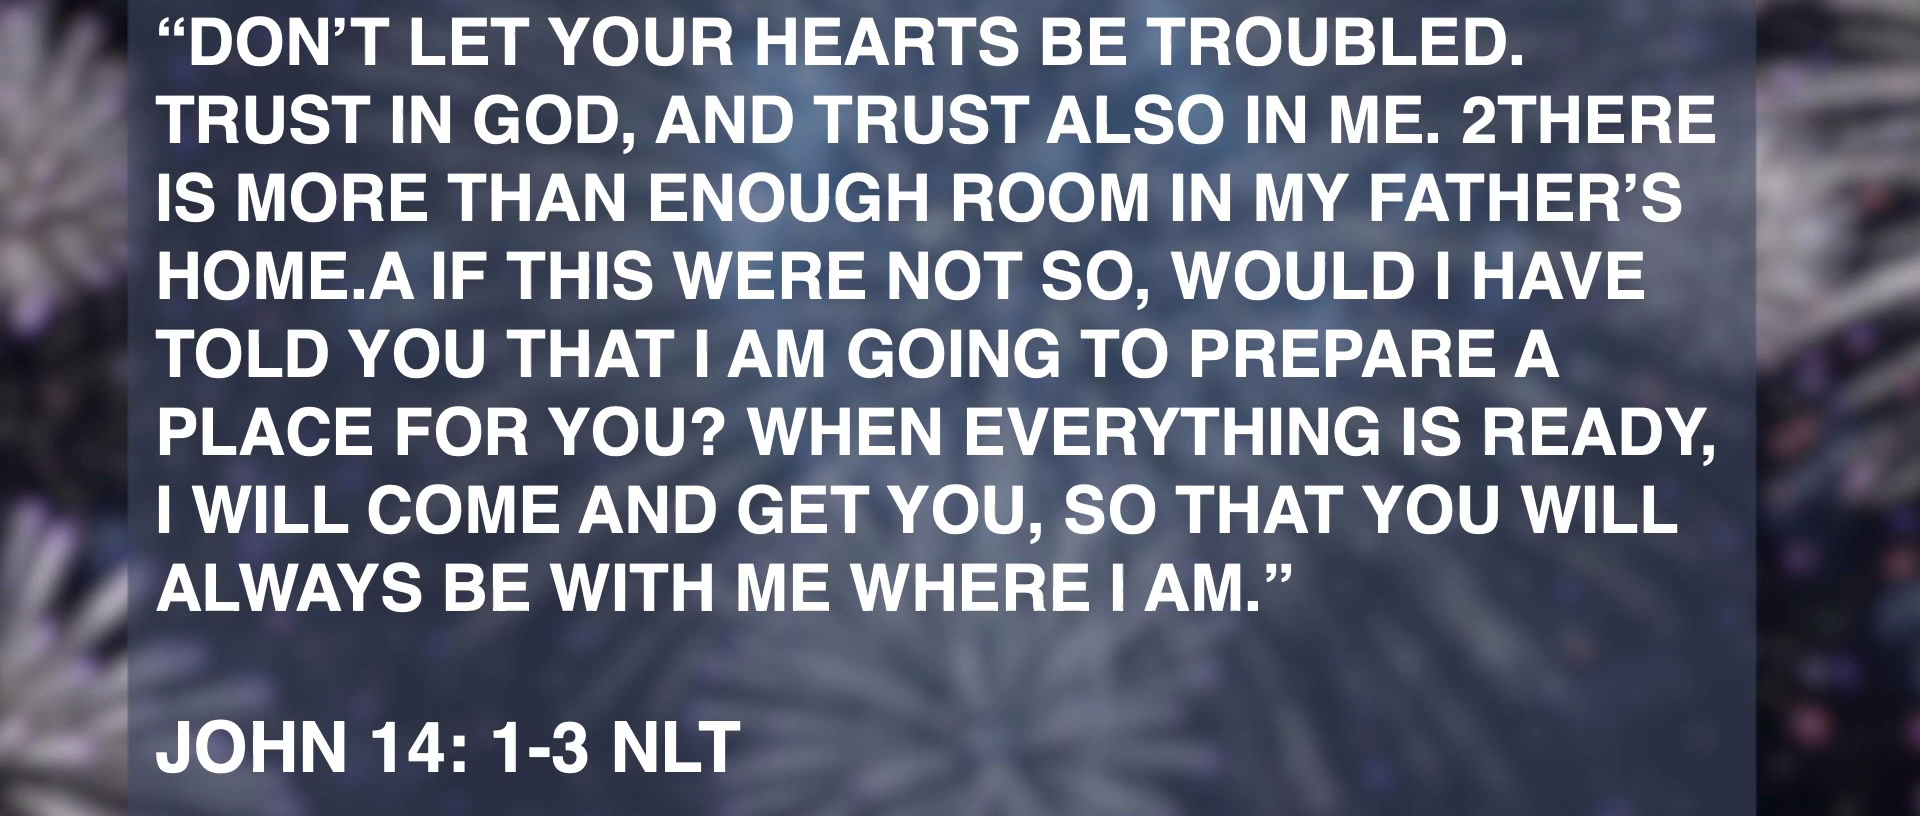 “DON’T LET YOUR HEARTS BE TROUBLED.
TRUST IN GOD, AND TRUST ALSO IN ME. 2THERE
IS MORE THAN ENOUGH ROOM IN MY FATHER’S
HOME.A IF THIS WERE NOT SO, WOULD I HAVE
TOLD YOU THAT I AM GOING TO PREPARE A
PLACE FOR YOU? WHEN EVERYTHING IS READY,
I WILL COME AND GET YOU, SO THAT YOU WILL
ALWAYS BE WITH ME WHERE I AM.”
JOHN 14: 1-3 NLT